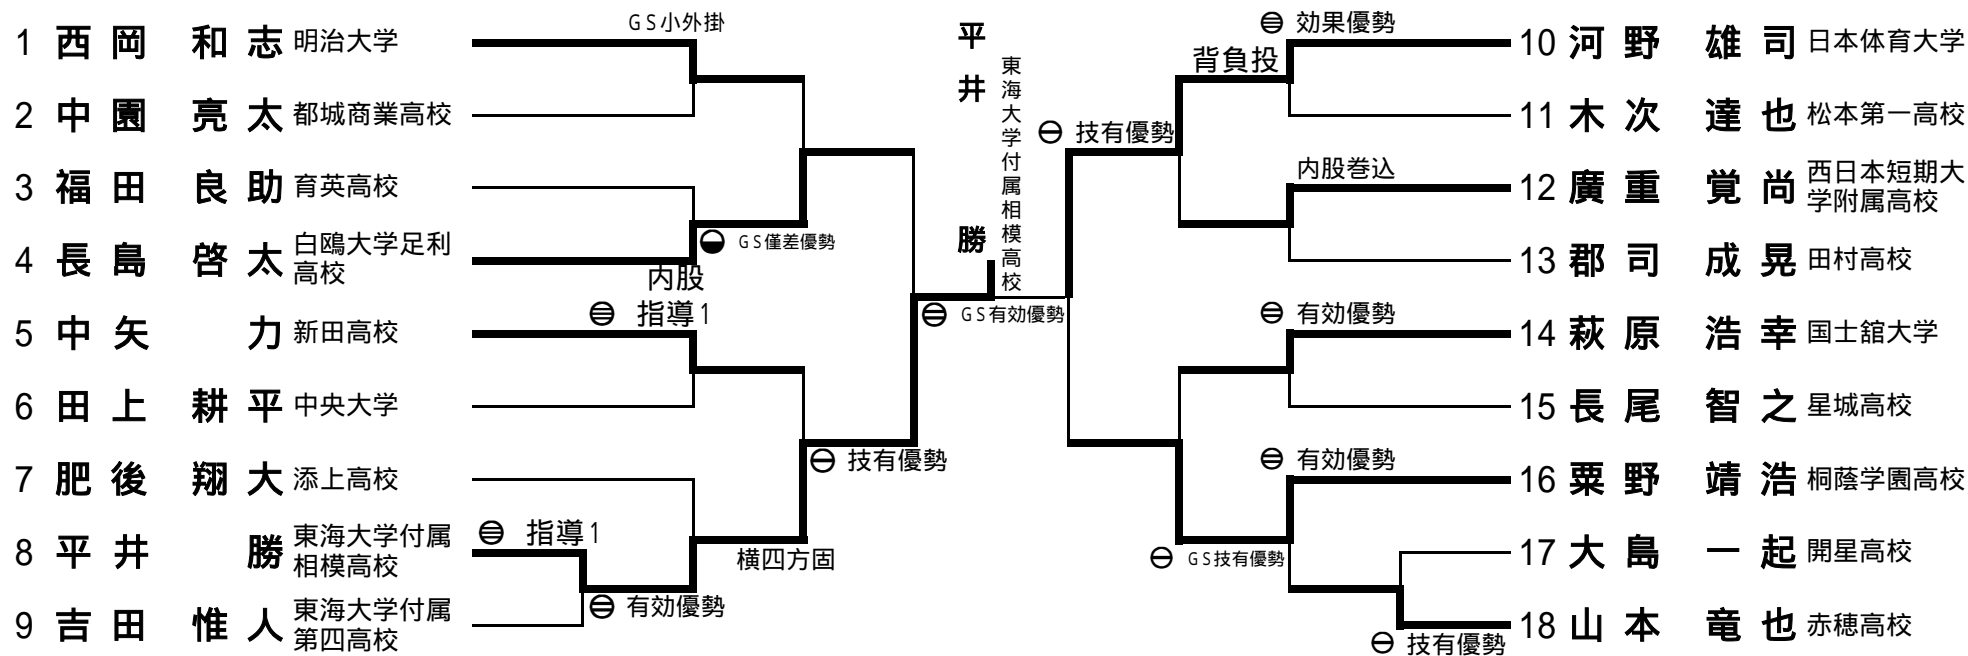 1 西岡 和志 明治大学
2 中園 亮太 都城商業高校
3 福田 良助 育英高校
4 長島 啓太 白鴎大学足利
高校
5 中矢 力 新田高校
6 田上 耕平 中央大学
7 肥後 翔大 添上高校
8 平井 勝 東海大学付属
相模高校
9 吉田 惟人 東海大学付属
第四高校
GS小外掛
GS僅差優勢
内股
指導1
技有優勢
指導1
横四方固
有効優勢
平井 勝
東海大学付属相模高校
GS有効優勢
効果優勢
背負投
技有優勢
内股巻込
有効優勢
有効優勢
GS技有優勢
技有優勢
10 河野 雄司 日本体育大学
11 木次 達也 松本第一高校
12 廣重 覚尚 西日本短期大
学附属高校
13 郡司 成晃 田村高校
14 萩原 浩幸 国士舘大学
15 長尾 智之 星城高校
16 粟野 靖浩 桐蔭学園高校
17 大島 一起 開星高校
18 山本 竜也 赤穂高校